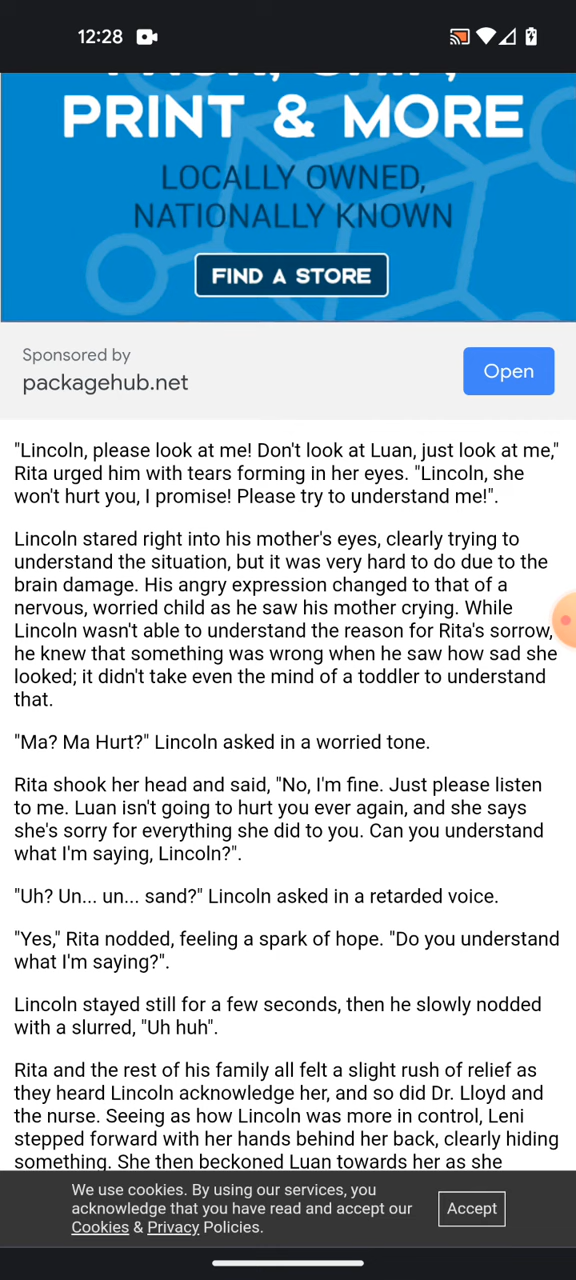 12:28
PRINT & MORE
LOCALLY OWNED,
NATIONALLY KNOWN
FIND A STORE
Sponsored by
packagehub.net
Open
"Lincoln, please look at me! Don't look at Luan, just look at me,"
Rita urged him with tears forming in her eyes. "Lincoln, she
won't hurt you, I promise! Please try to understand me!".
Lincoln stared right into his mother's eyes, clearly trying to
understand the situation, but it was very hard to do due to the
brain damage. His angry expression changed to that of a
nervous, worried child as he saw his mother crying. While
Lincoln wasn't able to understand the reason for Rita's sorrow,
he knew that something was wrong when he saw how sad she
looked; it didn't take even the mind of a toddler to understand
that.
"Ma? Ma Hurt?" Lincoln asked in a worried tone.
Rita shook her head and said, "No, I'm fine. Just please listen
to me. Luan isn't going to hurt you ever again, and she says
she's sorry for everything she did to you. Can you understand
what I'm saying, Lincoln?".
"Uh? Un... un... sand?" Lincoln asked in a retarded voice.
"Yes," Rita nodded, feeling a spark of hope. "Do you understand
what I'm saying?".
Lincoln stayed still for a few seconds, then he slowly nodded
with a slurred, "Uh huh".
Rita and the rest of his family all felt a slight rush of relief as
they heard Lincoln acknowledge her, and so did Dr. Lloyd and
the nurse. Seeing as how Lincoln was more in control, Leni
stepped forward with her hands behind her back, clearly hiding
something. She then beckoned Luan towards her as she
We use cookies. By using our services, you
acknowledge that you have read and accept our
Cookies & Privacy Policies.
Accept